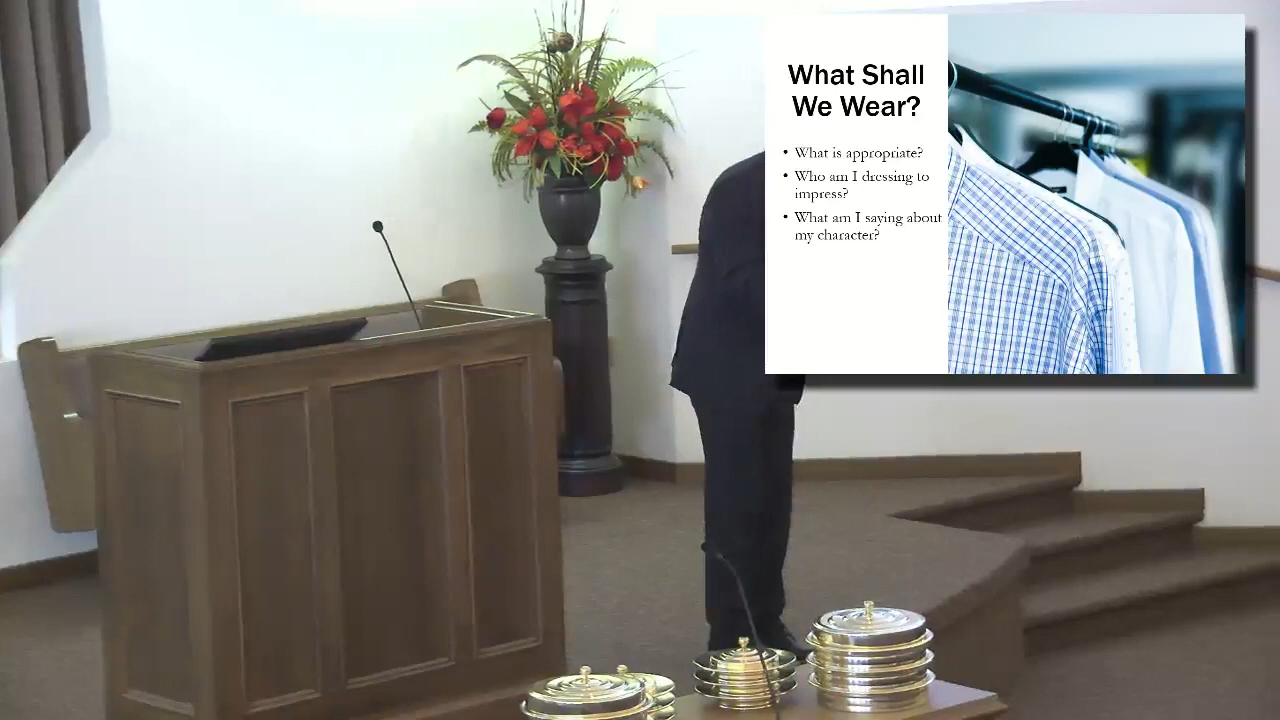 What Shall
We Wear?
• What is appropriate?
• Who am I dressing to
impress?
• What am I saying about
my character?